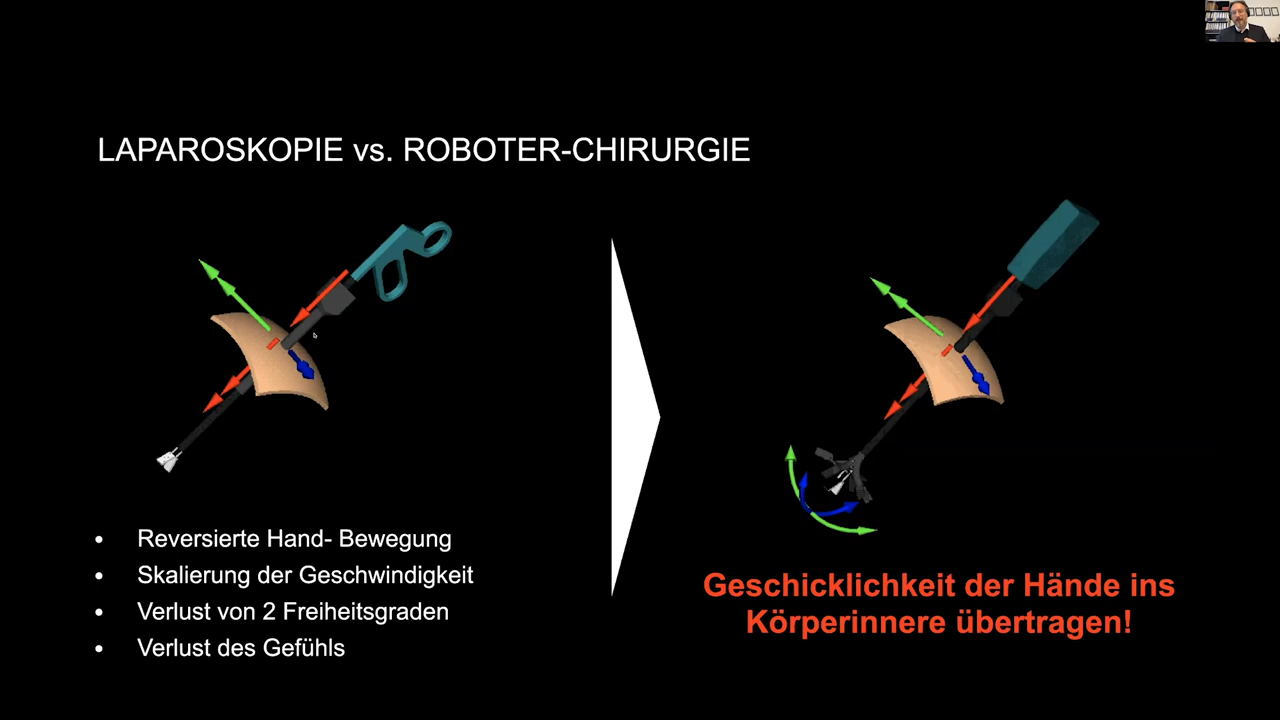 LAPAROSKOPIE vs. ROBOTER-CHIRURGIE
• Reversierte Hand- Bewegung
• Skalierung der Geschwindigkeit
• Verlust von 2 Freiheitsgraden
• Verlust des Gefühls
Geschicklichkeit der Hände ins
Körperinnere übertragen!